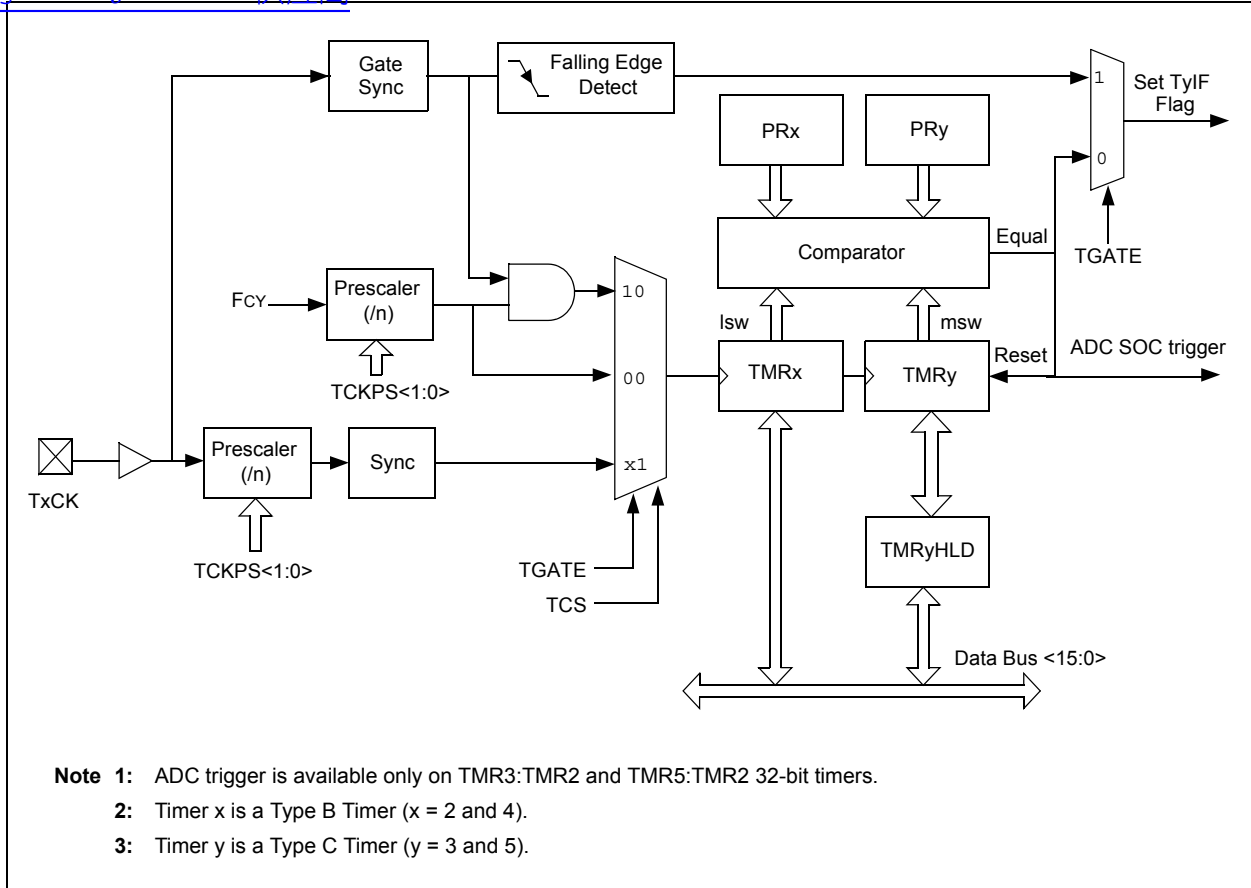 Gate
Sync
Falling Edge
Detect
1
Set TyIF
Flag
PRx
PRy
0
Comparator
Equal
TGATE
FCY
Prescaler
(/n)
10
lsw
msw
TCKPS<1:0>
00
TMRx
TMRy
Reset
ADC SOC trigger
TxCK
Prescaler
(/n)
Sync
x1
TCKPS<1:0>
TGATE
TCS
TMRyHLD
Data Bus <15:0>
Note 1: ADC trigger is available only on TMR3:TMR2 and TMR5:TMR2 32-bit timers.
2: Timer x is a Type B Timer (x = 2 and 4).
3: Timer y is a Type C Timer (y = 3 and 5).